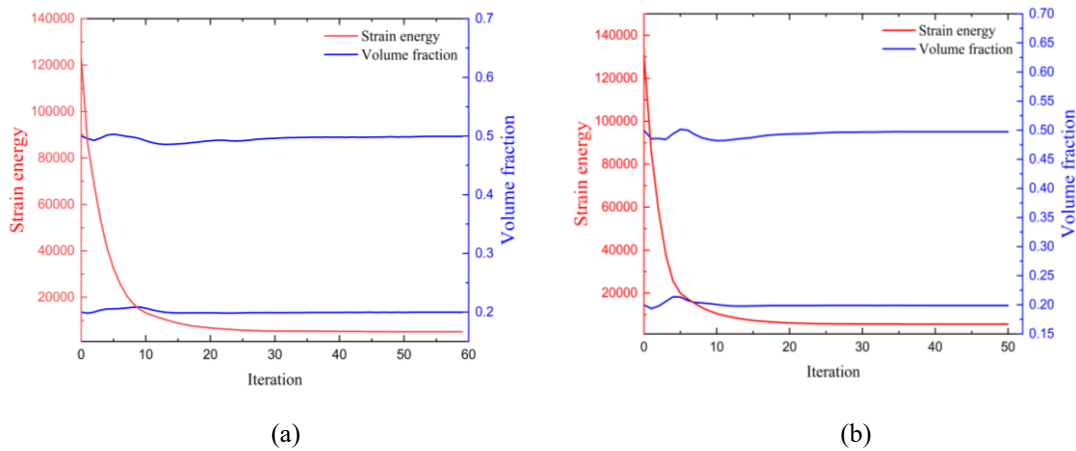 140000
120000
100000
80000
60000
40000
20000
0.7
0.6
0.5
0.4
0.3
0.2
0 10 20 30 40 50 60
Strain energy
Volume fraction
Strain energy
Volume fraction
Iteration
(a)
140000
120000
100000
80000
60000
40000
20000
0.70
0.65
0.60
0.55
0.50
0.45
0.40
0.35
0.30
0.25
0.20
0.15
0 10 20 30 40 50
Strain energy
Volume fraction
Strain energy
Volume fraction
Iteration
(b)